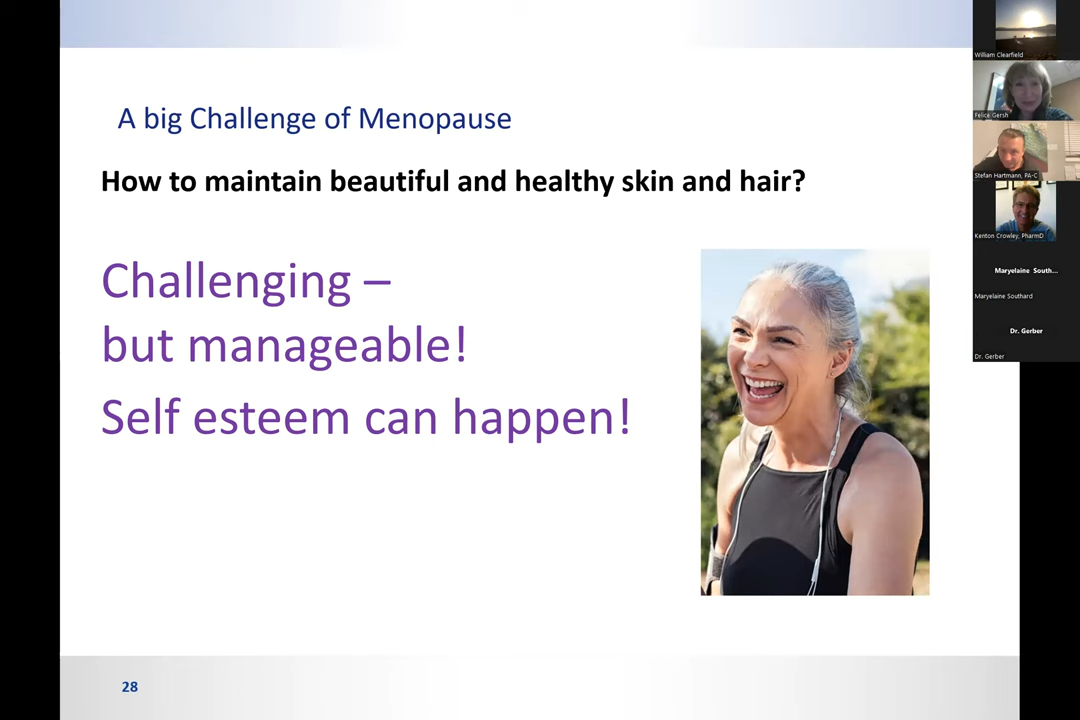 A big Challenge of Menopause
How to maintain beautiful and healthy skin and hair?
Challenging –
but manageable!
Self esteem can happen!
28
William Clearfield
Felice Gersh
Stefan Hartmann, PA-C
Kenton Crowley, PharmD
Maryelaine South...
Maryelaine Southard
Dr. Gerber
Dr. Gerber